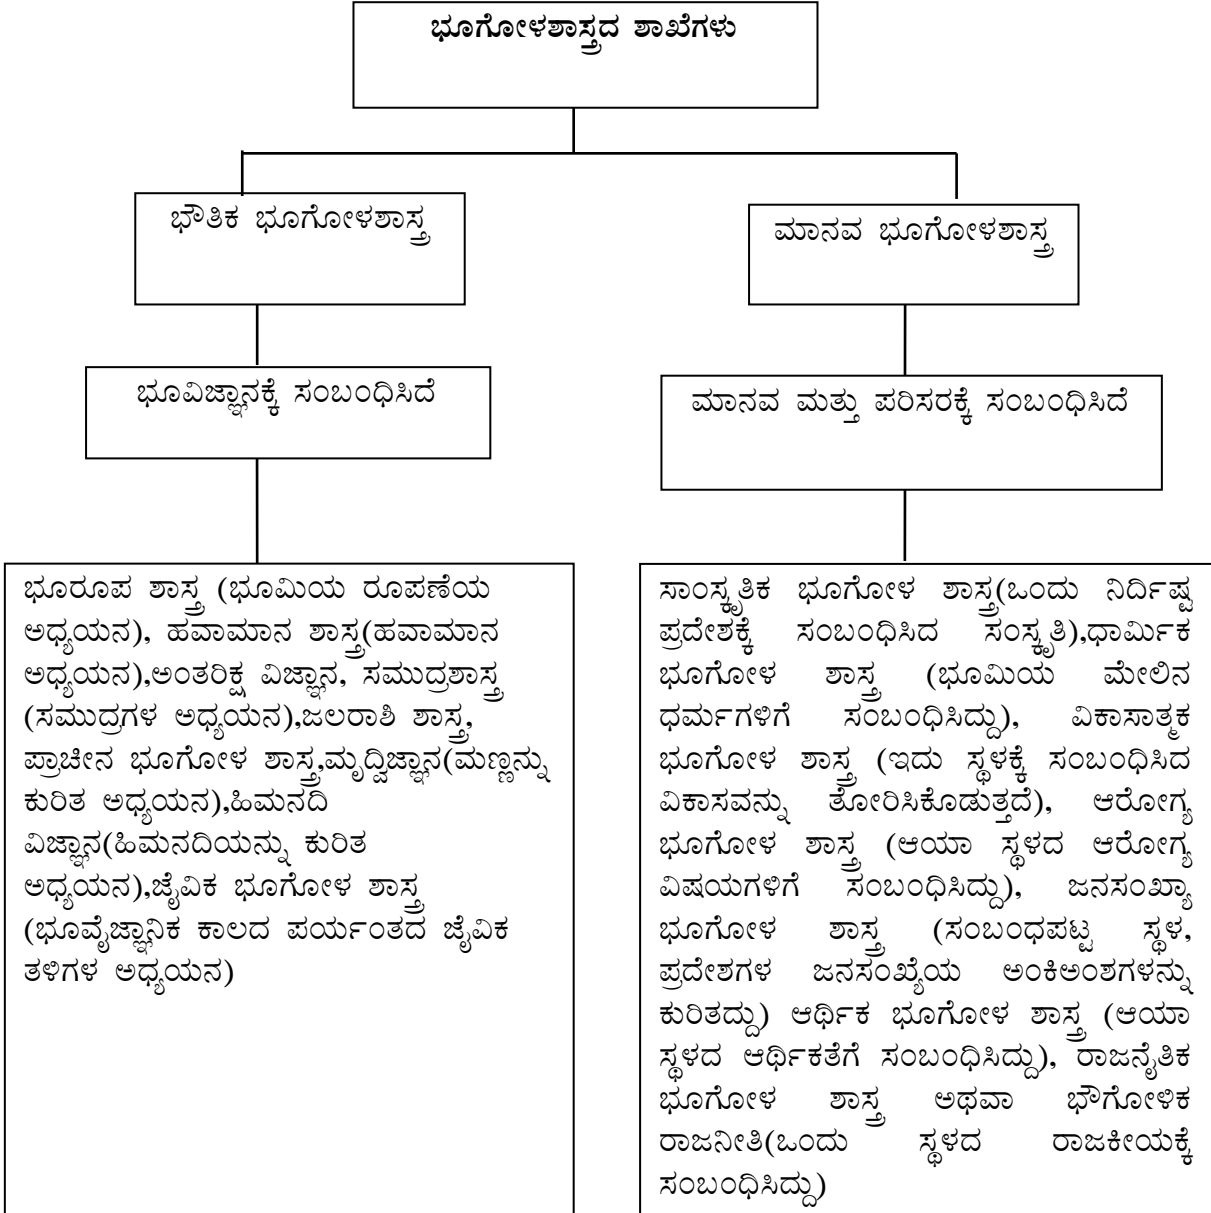 ಭೂಗೋಳಶಾಸ್ತ್ರದ ಶಾಖೆಗಳು
ಭೌತಿಕ ಭೂಗೋಳಶಾಸ್ತ್ರ
ಮಾನವ ಭೂಗೋಳಶಾಸ್ತ್ರ
ಭೂವಿಜ್ಞಾನಕ್ಕೆ ಸಂಬಂಧಿಸಿದೆ
ಮಾನವ ಮತ್ತು ಪರಿಸರಕ್ಕೆ ಸಂಬಂಧಿಸಿದೆ
ಭೂರೂಪ ಶಾಸ್ತ್ರ (ಭೂಮಿಯ ರೂಪಣೆಯ
ಅಧ್ಯಯನ), ಹವಾಮಾನ ಶಾಸ್ತ್ರ(ಹವಾಮಾನ
ಅಧ್ಯಯನ),ಅಂತರಿಕ್ಷ ವಿಜ್ಞಾನ, ಸಮುದ್ರಶಾಸ್ತ್ರ
(ಸಮುದ್ರಗಳ ಅಧ್ಯಯನ),ಜಲರಾಶಿ ಶಾಸ್ತ್ರ,
ಪ್ರಾಚೀನ ಭೂಗೋಳ ಶಾಸ್ತ್ರ,ಮೃದ್ವಿಜ್ಞಾನ(ಮಣ್ಣನ್ನು
ಕುರಿತ ಅಧ್ಯಯನ),ಹಿಮನದಿ
ವಿಜ್ಞಾನ(ಹಿಮನದಿಯನ್ನು ಕುರಿತ
ಅಧ್ಯಯನ),ಜೈವಿಕ ಭೂಗೋಳ ಶಾಸ್ತ್ರ
(ಭೂವೈಜ್ಞಾನಿಕ ಕಾಲದ ಪರ್ಯಂತದ ಜೈವಿಕ
ತಳಿಗಳ ಅಧ್ಯಯನ)
ಸಾಂಸ್ಕೃತಿಕ ಭೂಗೋಳ ಶಾಸ್ತ್ರ(ಒಂದು ನಿರ್ದಿಷ್ಟ
ಪ್ರದೇಶಕ್ಕೆ ಸಂಬಂಧಿಸಿದ ಸಂಸ್ಕೃತಿ),ಧಾರ್ಮಿಕ
ಭೂಗೋಳ ಶಾಸ್ತ್ರ (ಭೂಮಿಯ ಮೇಲಿನ
ಧರ್ಮಗಳಿಗೆ ಸಂಬಂಧಿಸಿದ್ದು), ವಿಕಾಸಾತ್ಮಕ
ಭೂಗೋಳ ಶಾಸ್ತ್ರ (ಇದು ಸ್ಥಳಕ್ಕೆ ಸಂಬಂಧಿಸಿದ
ವಿಕಾಸವನ್ನು ತೋರಿಸಿಕೊಡುತ್ತದೆ), ಆರೋಗ್ಯ
ಭೂಗೋಳ ಶಾಸ್ತ್ರ (ಆಯಾ ಸ್ಥಳದ ಆರೋಗ್ಯ
ವಿಷಯಗಳಿಗೆ ಸಂಬಂಧಿಸಿದ್ದು), ಜನಸಂಖ್ಯಾ
ಭೂಗೋಳ ಶಾಸ್ತ್ರ (ಸಂಬಂಧಪಟ್ಟ ಸ್ಥಳ,
ಪ್ರದೇಶಗಳ ಜನಸಂಖ್ಯೆಯ ಅಂಕಿಅಂಶಗಳನ್ನು
ಕುರಿತದ್ದು) ಆರ್ಥಿಕ ಭೂಗೋಳ ಶಾಸ್ತ್ರ (ಆಯಾ
ಸ್ಥಳದ ಆರ್ಥಿಕತೆಗೆ ಸಂಬಂಧಿಸಿದ್ದು), ರಾಜನೈತಿಕ
ಭೂಗೋಳ ಶಾಸ್ತ್ರ ಅಥವಾ ಭೌಗೋಳಿಕ
ರಾಜನೀತಿ(ಒಂದು ಸ್ಥಳದ ರಾಜಕೀಯಕ್ಕೆ
ಸಂಬಂಧಿಸಿದ್ದು)